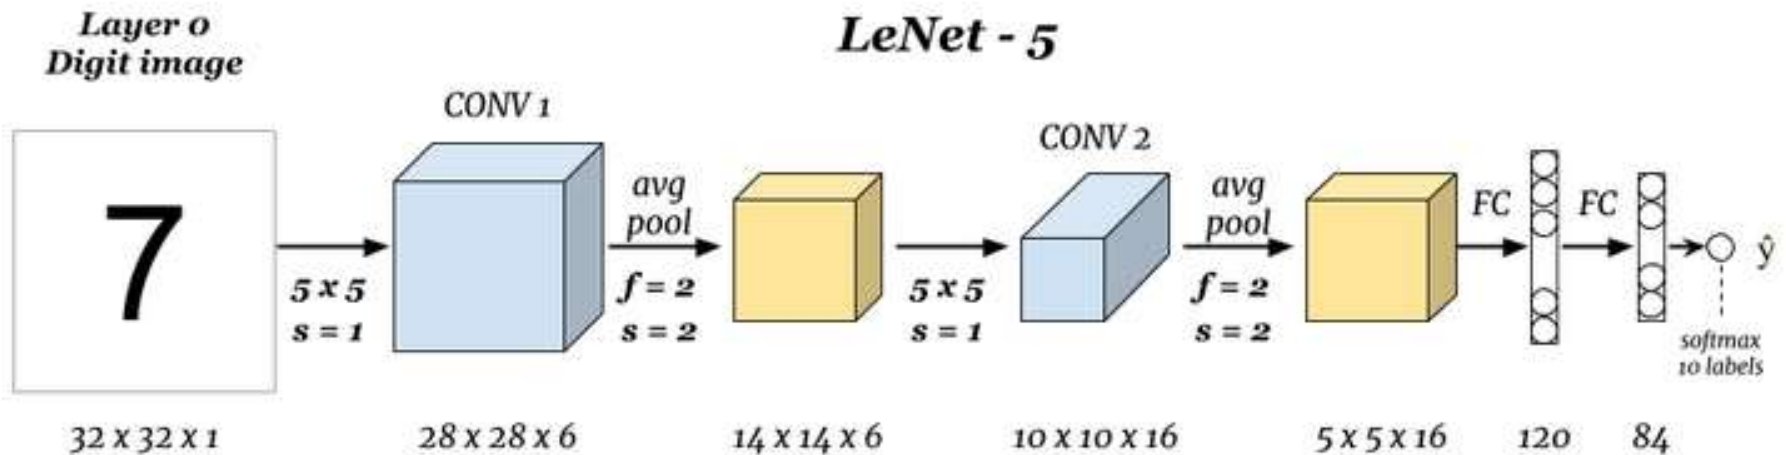 Layer 0
Digit image
LeNet - 5
CONV 1
CONV 2
7
avg
pool
avg
pool
FC
FC
ŷ
5 x 5
s = 1
f = 2
s = 2
5 x 5
s = 1
f = 2
s = 2
softmax
10 labels
32 x 32 x 1
28 x 28 x 6
14 x 14 x 6
10 x 10 x 16
5 x 5 x 16
120
84